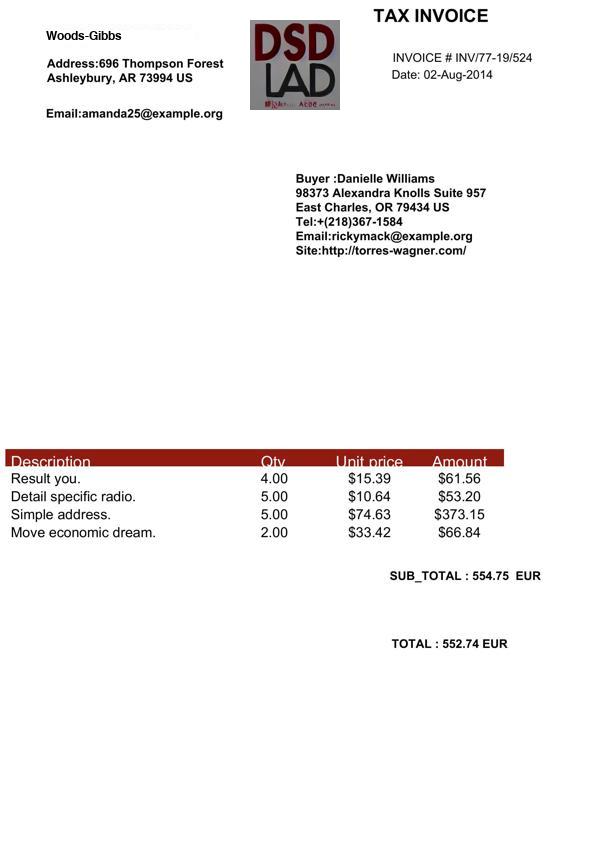 TAX INVOICE
Woods-Gibbs
DSD
LAD
INVOICE # INV/77-19/524
Address:696 Thompson Forest
Date: 02-Aug-2014
Ashleybury, AR 73994 US
Email:amanda25@example.org
Buyer :Danielle Williams
98373 Alexandra Knolls Suite 957
East Charles, OR 79434 US
Tel:+(218)367-1584
Email:rickymack@example.org
Site:http://torres-wagner.com/
Description Qty Unit price Amount
Result you. 4.00 $15.39 $61.56
Detail specific radio. 5.00 $10.64 $53.20
Simple address. 5.00 $74.63 $373.15
Move economic dream. 2.00 $33.42 $66.84
SUB_TOTAL : 554.75 EUR
TOTAL : 552.74 EUR